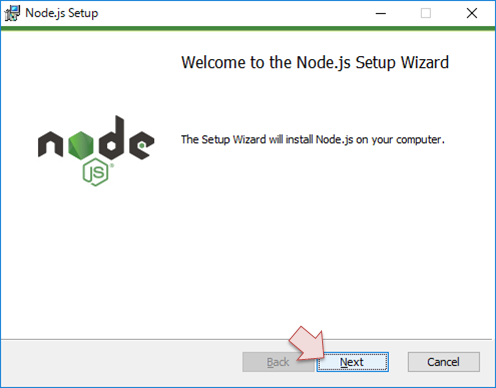 Node.js Setup
Welcome to the Node.js Setup Wizard
The Setup Wizard will install Node.js on your computer.
node
JS
Back
Next
Cancel